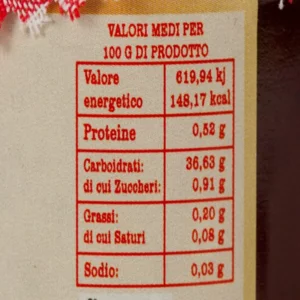 VALORI MEDI PER
100 G DI PRODOTTO
Valore 619,94 kj
energetico 148,17 kcal
Proteine 0,52 g
Carboidrati: 36,63 g
di cui Zuccheri: 0,91 g
Grassi: 0,20 g
di cui Saturi 0,08 g
Sodio: 0,03 g